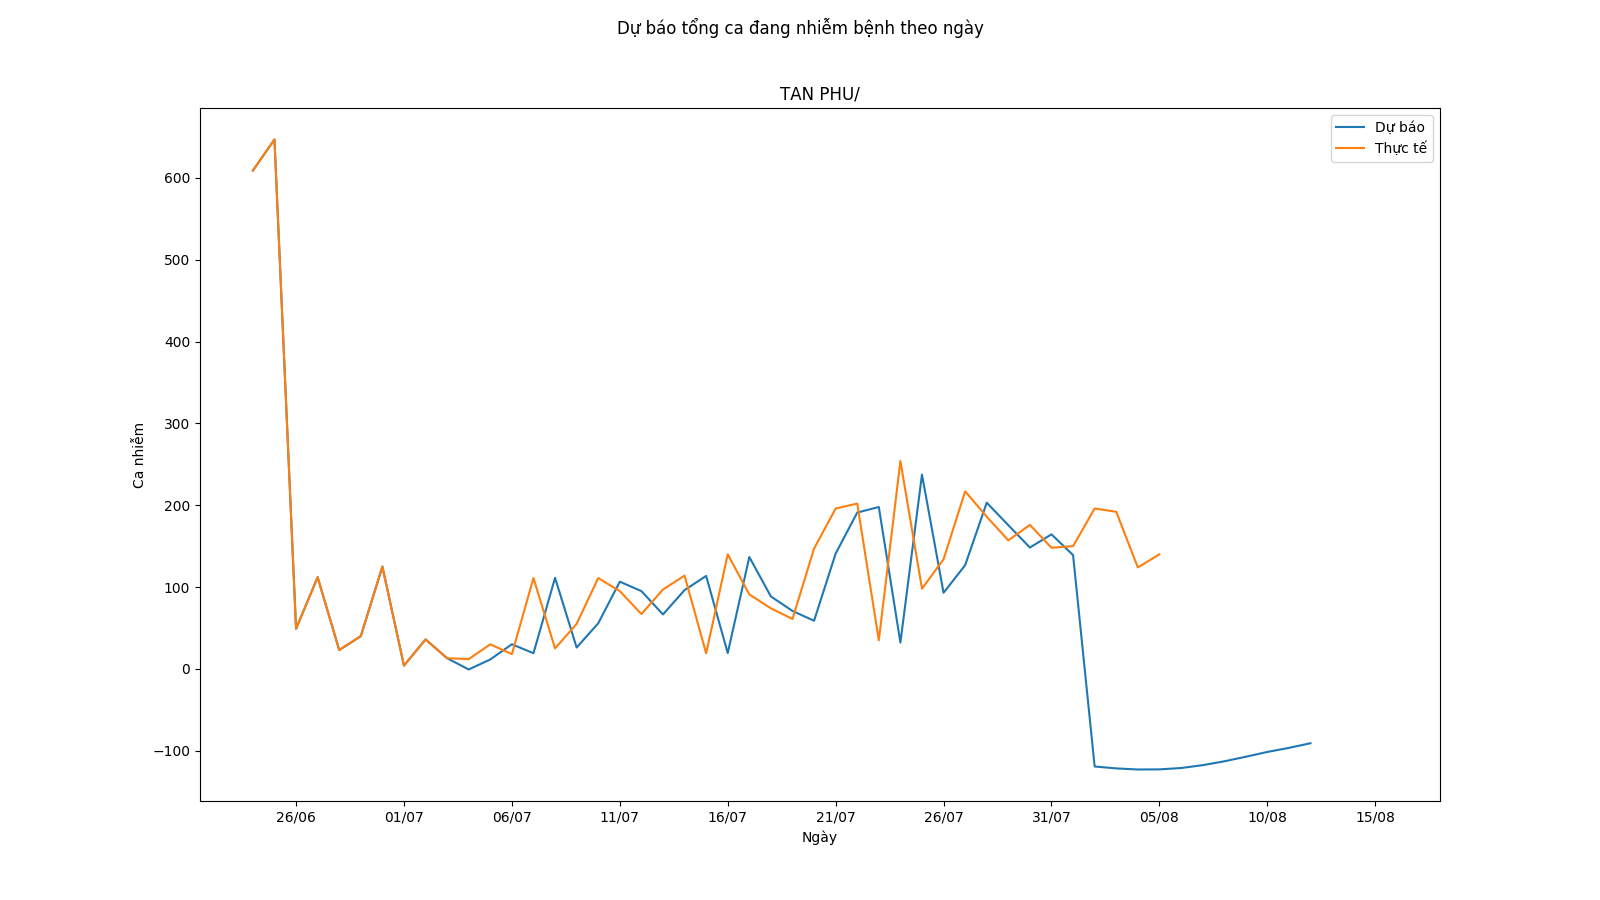 Dự báo tổng ca đang nhiễm bệnh theo ngày
TAN PHU/
Dự báo
Thực tế
600
500
400
300
200
100
0
−100
Ca nhiễm
26/06 01/07 06/07 11/07 16/07 21/07 26/07 31/07 05/08 10/08 15/08
Ngày